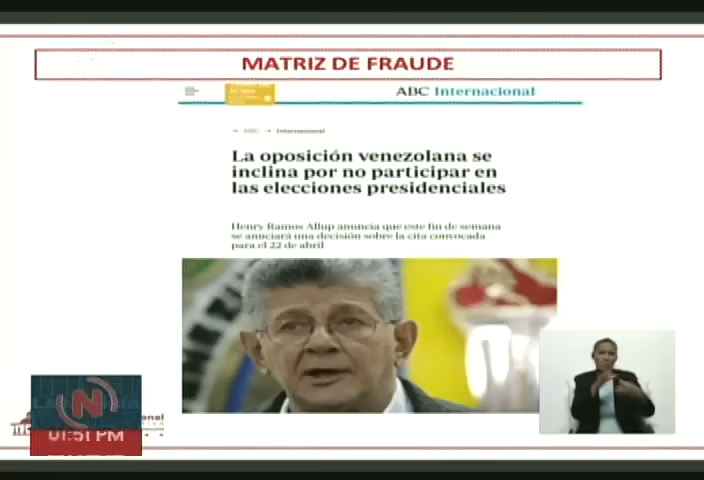 MATRIZ DE FRAUDE
ABC Internacional
→ ABC → Internacional
La oposición venezolana se
inclina por no participar en
las elecciones presidenciales
Henry Ramos Allup anuncia que este fin de semana
se anuciará una decisión sobre la cita convocada
para el 22 de abril
N
01:51 PM